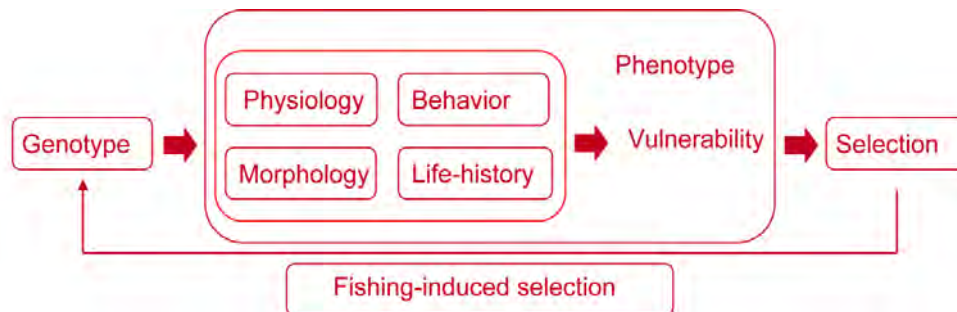 Phenotype
Physiology
Behavior
Genotype
Vulnerability
Selection
Morphology
Life-history
Fishing-induced selection